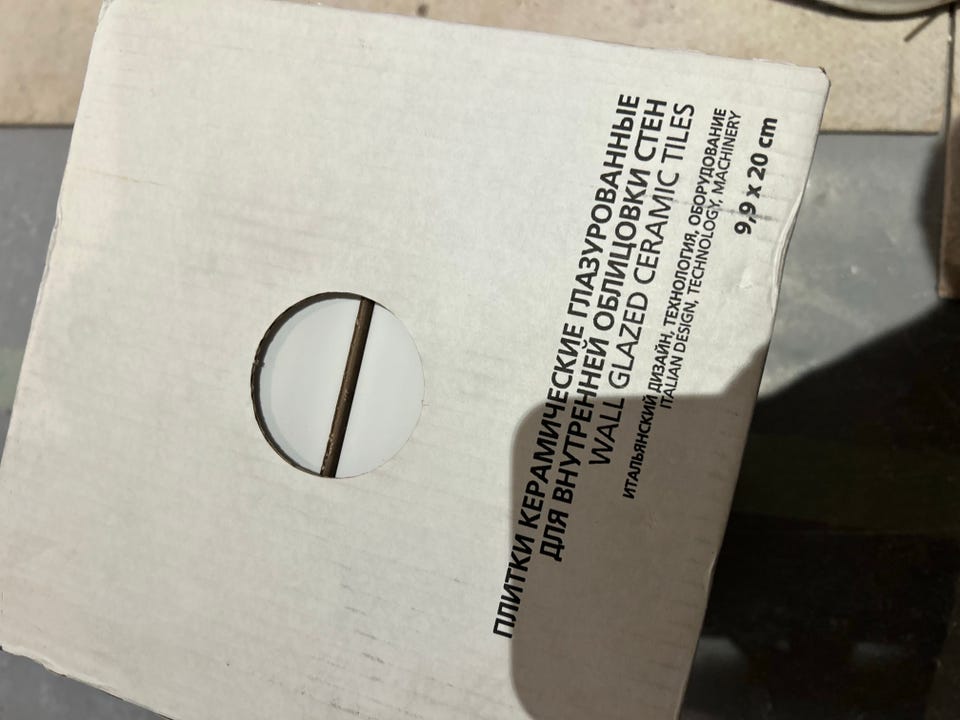 ПЛИТКИ КЕРАМИЧЕСКИЕ ГЛАЗУРОВАННЫЕ
ДЛЯ ВНУТРЕННЕЙ ОБЛИЦОВКИ СТЕН
WALL GLAZED CERAMIC TILES
ИТАЛЬЯНСКИЙ ДИЗАЙН, ТЕХНОЛОГИЯ, ОБОРУДОВАНИЕ
ITALIAN DESIGN, TECHNOLOGY, MACHINERY
9,9 x 20 cm